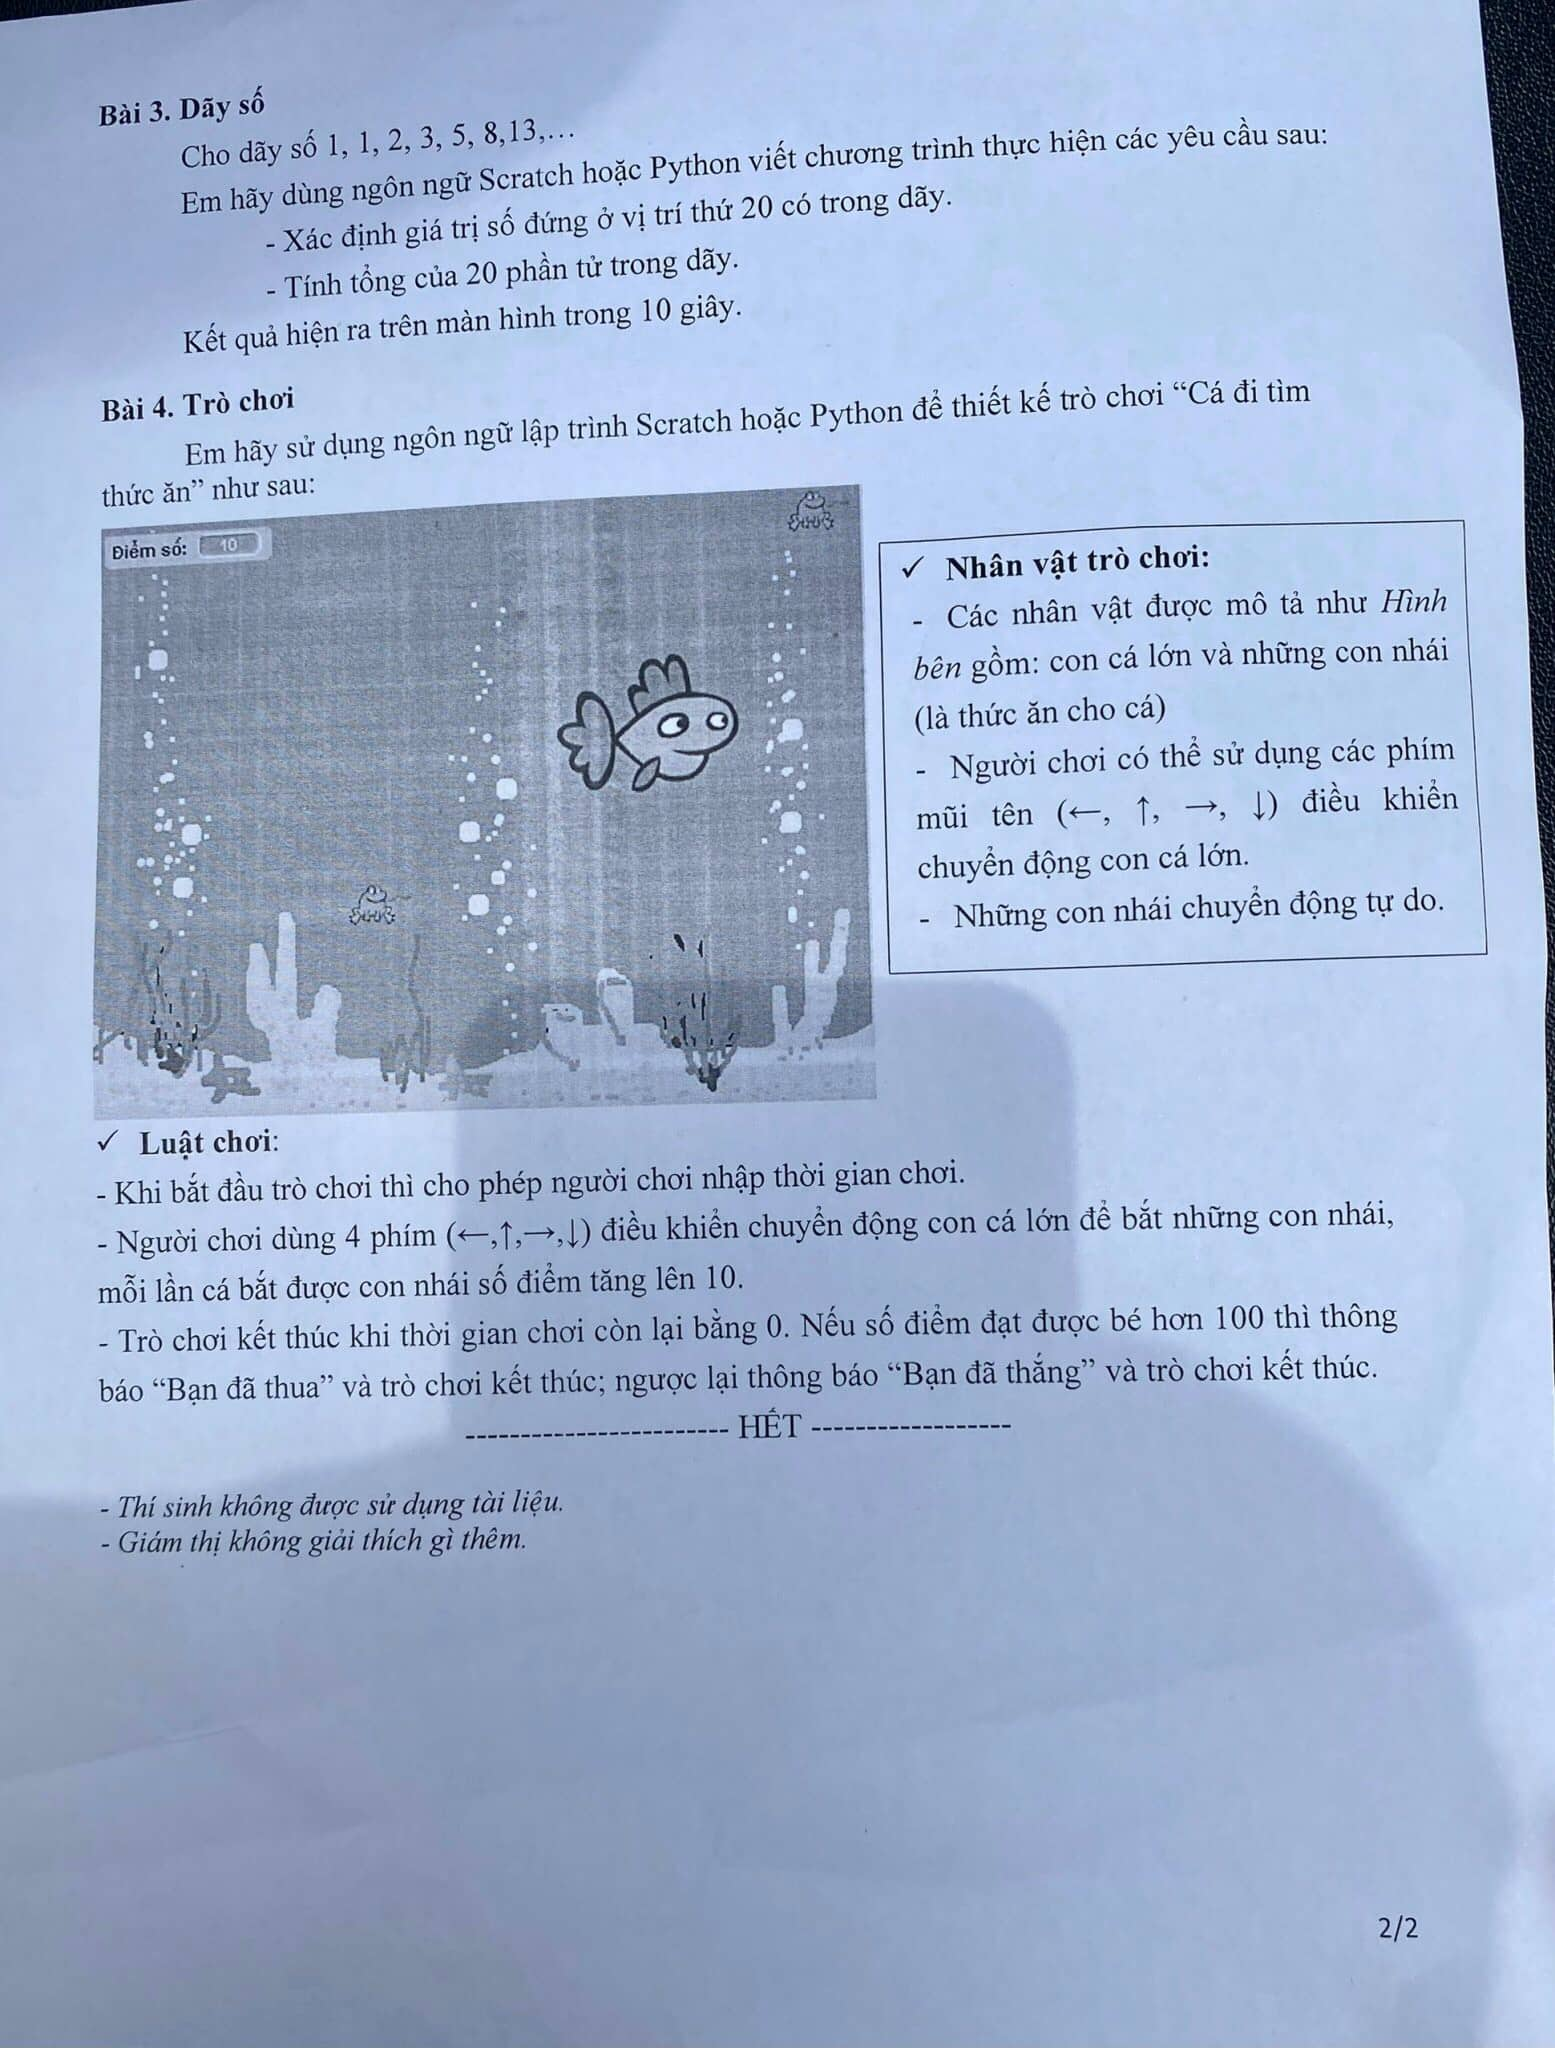 Bài 3. Dãy số
Cho dãy số 1, 1, 2, 3, 5, 8,13,…
Em hãy dùng ngôn ngữ Scratch hoặc Python viết chương trình thực hiện các yêu cầu sau:
- Xác định giá trị số đứng ở vị trí thứ 20 có trong dãy.
- Tính tổng của 20 phần tử trong dãy.
Kết quả hiện ra trên màn hình trong 10 giây.
Bài 4. Trò chơi
Em hãy sử dụng ngôn ngữ lập trình Scratch hoặc Python để thiết kế trò chơi “Cá đi tìm
thức ăn” như sau:
Điểm số: 10
✓ Nhân vật trò chơi:
- Các nhân vật được mô tả như Hình
bên gồm: con cá lớn và những con nhái
(là thức ăn cho cá)
- Người chơi có thể sử dụng các phím
mũi tên (←, ↑, →, ↓) điều khiển
chuyển động con cá lớn.
- Những con nhái chuyển động tự do.
✓ Luật chơi:
- Khi bắt đầu trò chơi thì cho phép người chơi nhập thời gian chơi.
- Người chơi dùng 4 phím (←,↑,→,↓) điều khiển chuyển động con cá lớn để bắt những con nhái,
mỗi lần cá bắt được con nhái số điểm tăng lên 10.
- Trò chơi kết thúc khi thời gian chơi còn lại bằng 0. Nếu số điểm đạt được bé hơn 100 thì thông
báo “Bạn đã thua” và trò chơi kết thúc; ngược lại thông báo “Bạn đã thắng” và trò chơi kết thúc.
------------------------ HẾT ------------------
- Thí sinh không được sử dụng tài liệu.
- Giám thị không giải thích gì thêm.
2/2